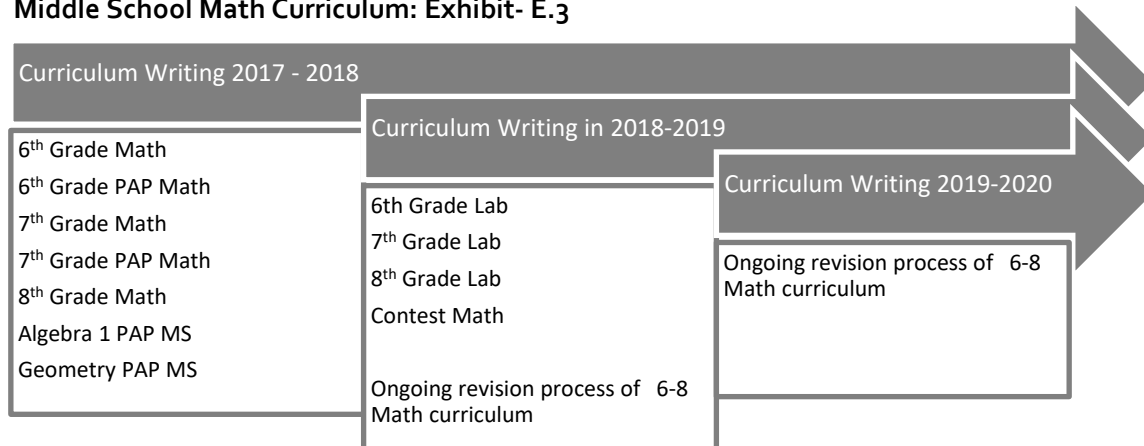 Middle School Math Curriculum: Exhibit- E.3
Curriculum Writing 2017 - 2018
6th Grade Math
6th Grade PAP Math
7th Grade Math
7th Grade PAP Math
8th Grade Math
Algebra 1 PAP MS
Geometry PAP MS
Curriculum Writing in 2018-2019
6th Grade Lab
7th Grade Lab
8th Grade Lab
Contest Math
Ongoing revision process of 6-8
Math curriculum
Curriculum Writing 2019-2020
Ongoing revision process of 6-8
Math curriculum